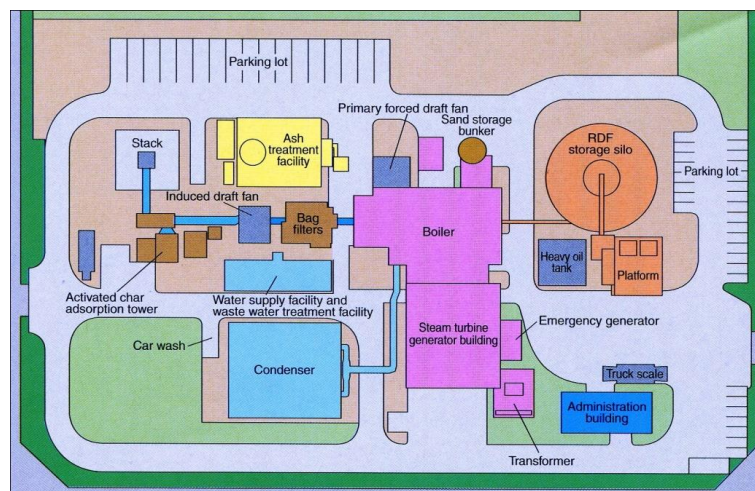 Parking lot
Primary forced draft fan
Sand storage
bunker
RDF
storage silo
Stack
Ash
treatment
facility
Parking lot
Induced draft fan
Bag
filters
Boiler
Heavy oil
tank
Platform
Activated char
adsorption tower
Water supply facility and
waste water treatment facility
Car wash
Condenser
Steam turbine
generator building
Emergency generator
Truck scale
Administration
building
Transformer